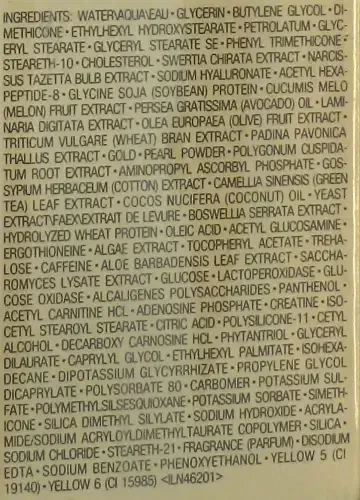 INGREDIENTS: WATER\AQUA\EAU • GLYCERIN • BUTYLENE GLYCOL • DI-
METHICONE • ETHYLHEXYL HYDROXYSTEARATE • PETROLATUM • GLYC-
ERYL STEARATE • GLYCERYL STEARATE SE • PHENYL TRIMETHICONE •
STEARETH-10 • CHOLESTEROL • SWERTIA CHIRATA EXTRACT • NARCIS-
SUS TAZETTA BULB EXTRACT • SODIUM HYALURONATE • ACETYL HEXA-
PEPTIDE-8 • GLYCINE SOJA (SOYBEAN) PROTEIN • CUCUMIS MELO
(MELON) FRUIT EXTRACT • PERSEA GRATISSIMA (AVOCADO) OIL • LAMI-
NARIA DIGITATA EXTRACT • OLEA EUROPAEA (OLIVE) FRUIT EXTRACT •
TRITICUM VULGARE (WHEAT) BRAN EXTRACT • PADINA PAVONICA
THALLUS EXTRACT • GOLD • PEARL POWDER • POLYGONUM CUSPIDA-
TUM ROOT EXTRACT • AMINOPROPYL ASCORBYL PHOSPHATE • GOS-
SYPIUM HERBACEUM (COTTON) EXTRACT • CAMELLIA SINENSIS (GREEN
TEA) LEAF EXTRACT • COCOS NUCIFERA (COCONUT) OIL • YEAST
EXTRACT\FAEX\EXTRAIT DE LEVURE • BOSWELLIA SERRATA EXTRACT •
HYDROLYZED WHEAT PROTEIN • OLEIC ACID • ACETYL GLUCOSAMINE •
ERGOTHIONEINE • ALGAE EXTRACT • TOCOPHERYL ACETATE • TREHA-
LOSE • CAFFEINE • ALOE BARBADENSIS LEAF EXTRACT • SACCHA-
ROMYCES LYSATE EXTRACT • GLUCOSE • LACTOPEROXIDASE • GLU-
COSE OXIDASE • ALCALIGENES POLYSACCHARIDES • PANTHENOL •
ACETYL CARNITINE HCL • ADENOSINE PHOSPHATE • CREATINE • ISO-
CETYL STEAROYL STEARATE • CITRIC ACID • POLYSILICONE-11 • CETYL
ALCOHOL • DECARBOXY CARNOSINE HCL • PHYTANTRIOL • GLYCERYL
DILAURATE • CAPRYLYL GLYCOL • ETHYLHEXYL PALMITATE • ISOHEXA-
DECANE • DIPOTASSIUM GLYCYRRHIZATE • PROPYLENE GLYCOL
DICAPRYLATE • POLYSORBATE 80 • CARBOMER • POTASSIUM SUL-
FATE • POLYMETHYLSILSESQUIOXANE • POTASSIUM SORBATE • SIMETH-
ICONE • SILICA DIMETHYL SILYLATE • SODIUM HYDROXIDE • ACRYLA-
MIDE/SODIUM ACRYLOYLDIMETHYLTAURATE COPOLYMER • SILICA •
SODIUM CHLORIDE • STEARETH-21 • FRAGRANCE (PARFUM) • DISODIUM
EDTA • SODIUM BENZOATE • PHENOXYETHANOL • YELLOW 5 (CI
19140) • YELLOW 6 (CI 15985) <ILN46201>